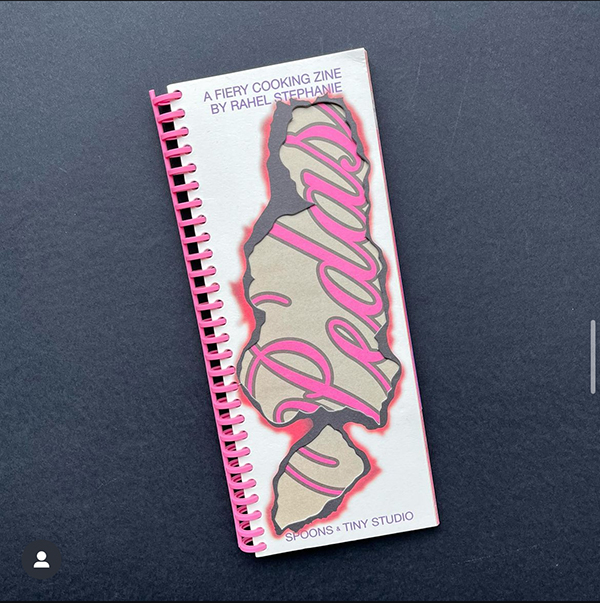 A FIERY COOKING ZINE
BY RAHEL STEPHANIE
Pedas
SPOONS & TINY STUDIO